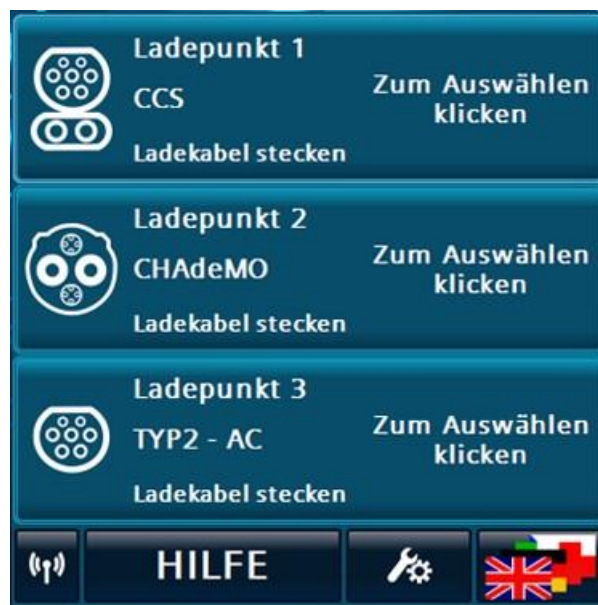 Ladepunkt 1
CCS
Zum Auswählen
klicken
Ladekabel stecken
Ladepunkt 2
CHAdeMO
Zum Auswählen
klicken
Ladekabel stecken
Ladepunkt 3
TYP2 - AC
Zum Auswählen
klicken
Ladekabel stecken
HILFE